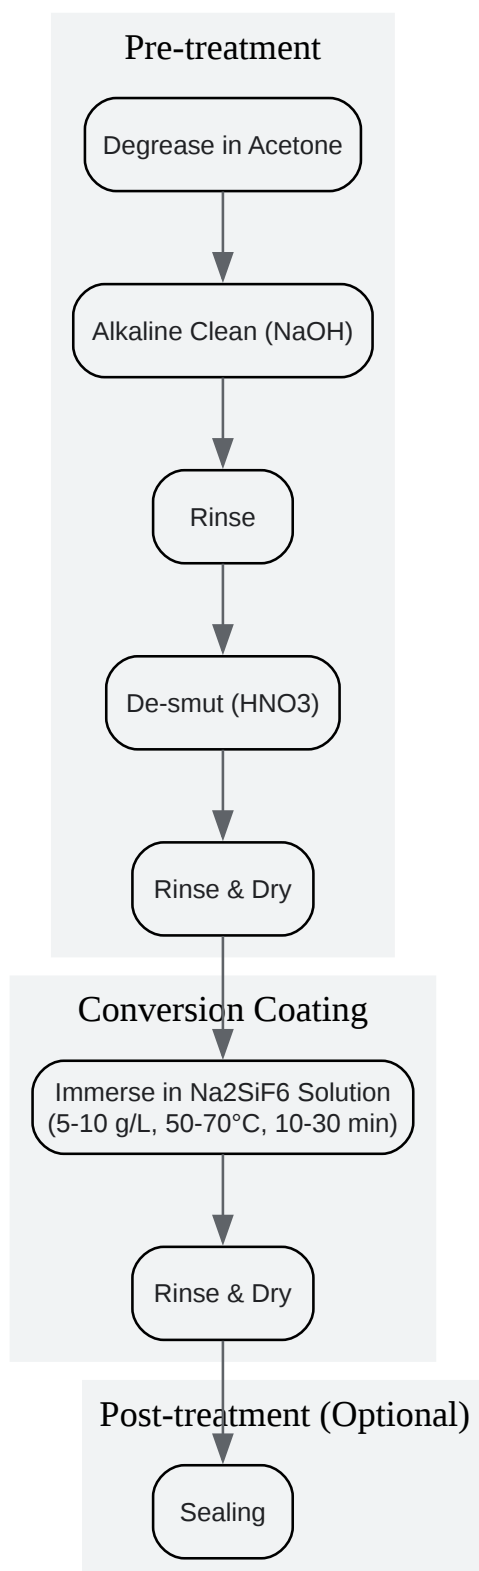 Pre-treatment
Degrease in Acetone
Alkaline Clean (NaOH)
Rinse
De-smut (HNO3)
Rinse & Dry
Conversion Coating
Immerse in Na2SiF6 Solution
(5-10 g/L, 50-70°C, 10-30 min)
Rinse & Dry
Post-treatment (Optional)
Sealing